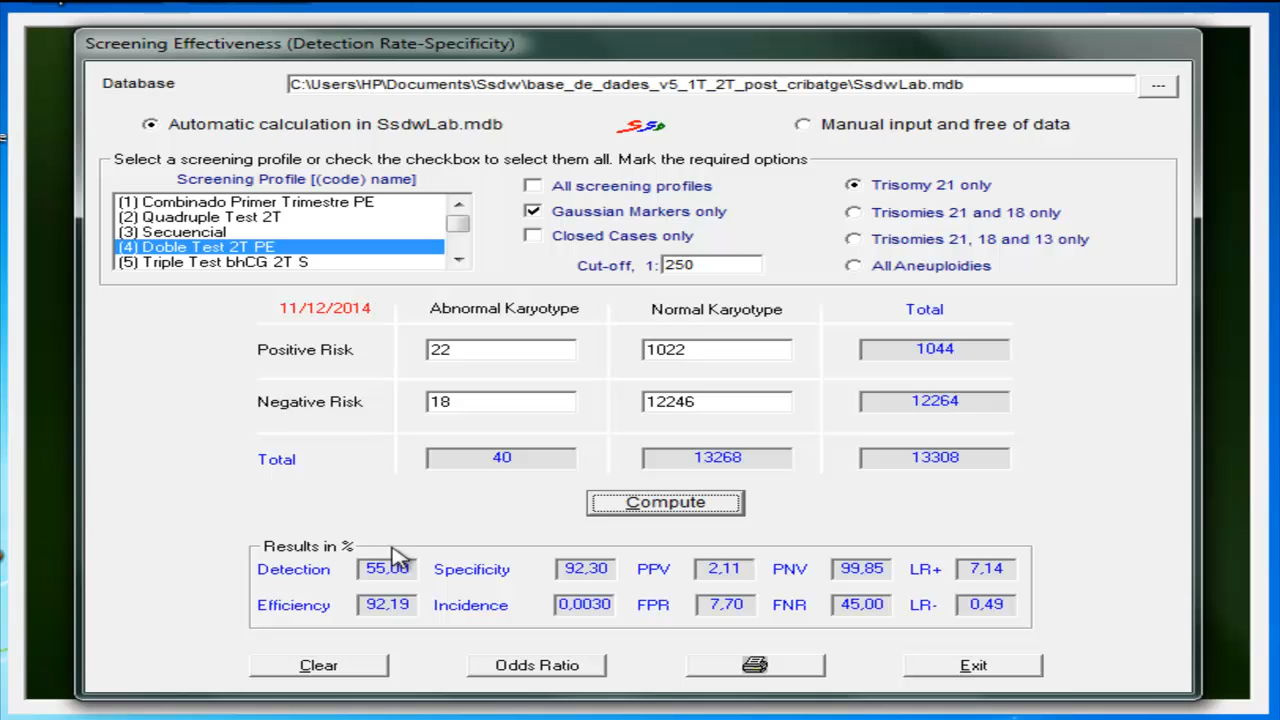 Screening Effectiveness (Detection Rate-Specificity)
Database C:\Users\HP\Documents\Ssdw\base_de_dades_v5_1T_2T_post_cribatge\SsdwLab.mdb ...
Automatic calculation in SsdwLab.mdb SSD Manual input and free of data
Select a screening profile or check the checkbox to select them all. Mark the required options
Screening Profile [(code) name]
(1) Combinado Primer Trimestre PE
(2) Quadruple Test 2T
(3) Secuencial
(4) Doble Test 2T PE
(5) Triple Test bhCG 2T S
All screening profiles
Gaussian Markers only
Closed Cases only
Cut-off, 1: 250
Trisomy 21 only
Trisomies 21 and 18 only
Trisomies 21, 18 and 13 only
All Aneuploidies
11/12/2014 Abnormal Karyotype Normal Karyotype Total
Positive Risk 22 1022 1044
Negative Risk 18 12246 12264
Total 40 13268 13308
Compute
Results in %
Detection 55,00 Specificity 92,30 PPV 2,11 PNV 99,85 LR+ 7,14
Efficiency 92,19 Incidence 0,0030 FPR 7,70 FNR 45,00 LR- 0,49
Clear Odds Ratio Exit